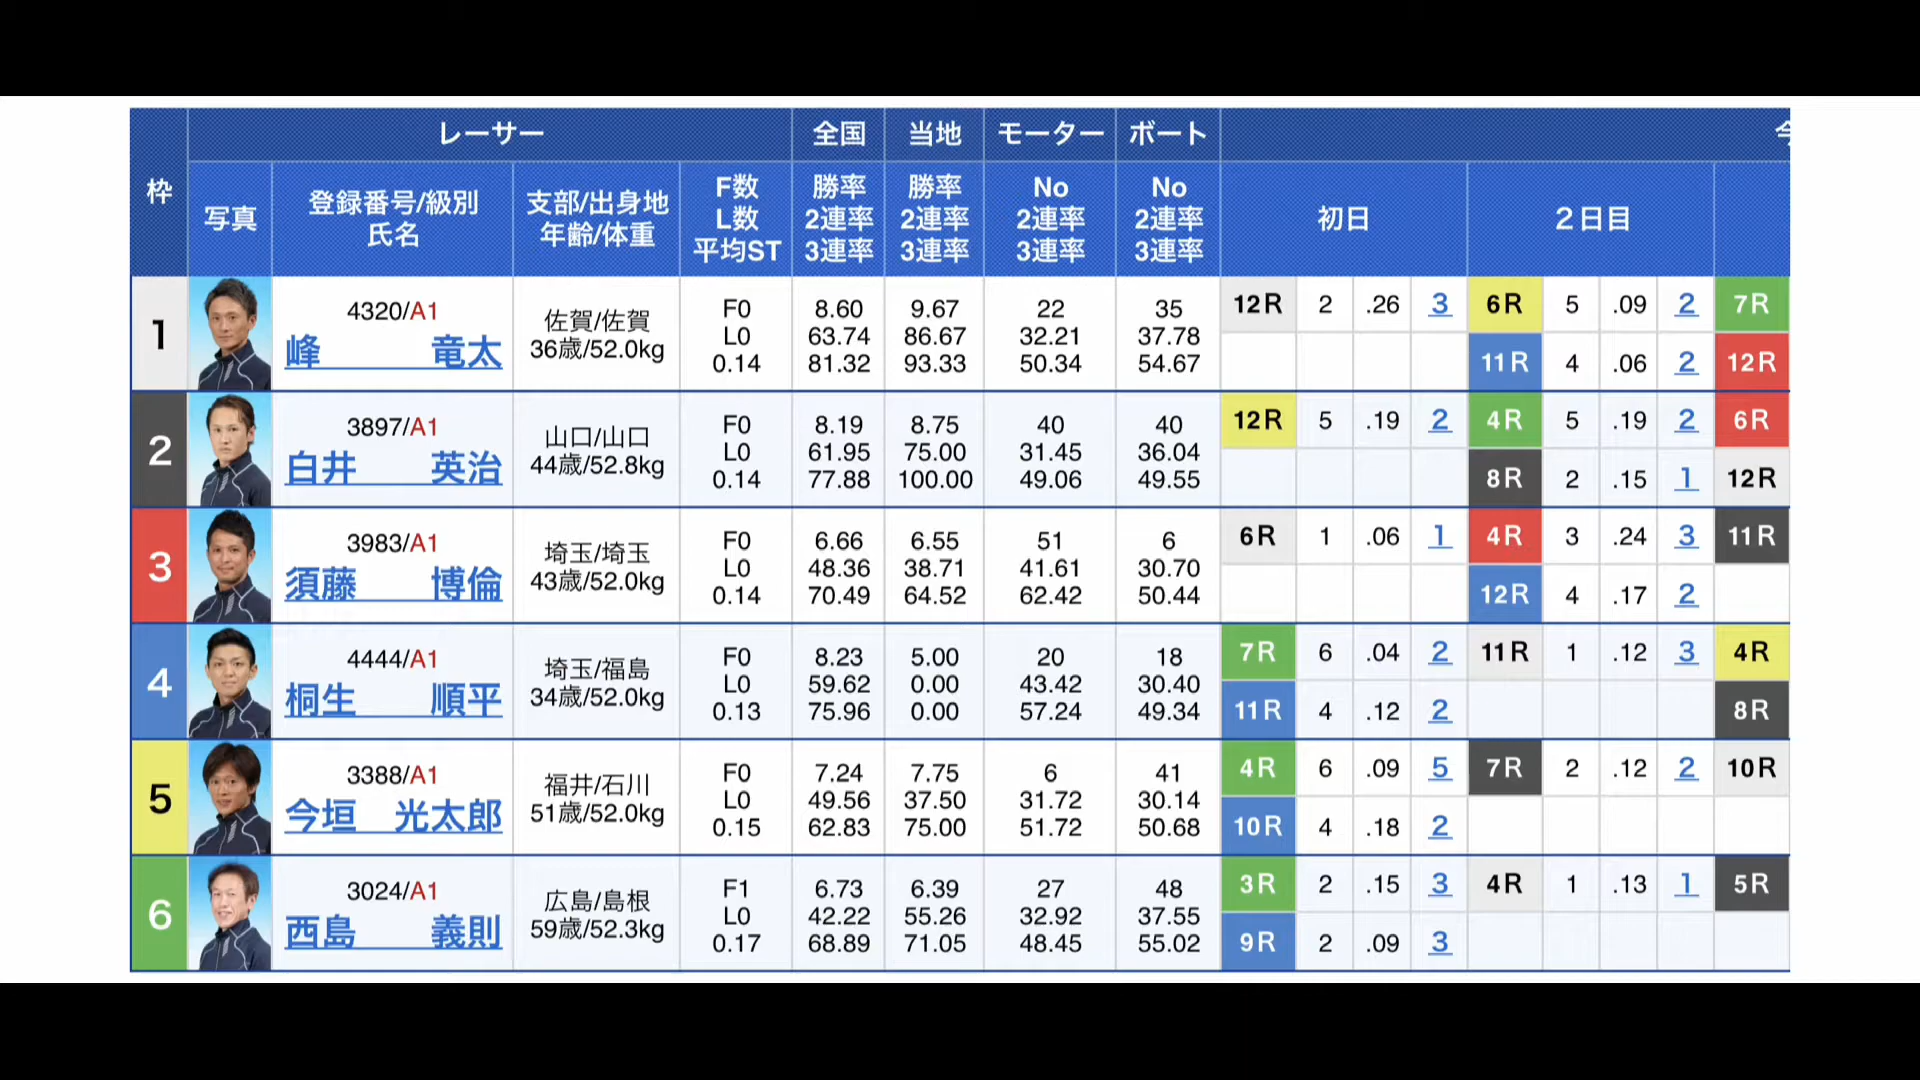 枠
レーサー
全国
当地
モーター
ボート
写真
登録番号/級別
氏名
支部/出身地
年齢/体重
F数
L数
平均ST
勝率
2連率
3連率
勝率
2連率
3連率
No
2連率
3連率
No
2連率
3連率
初日
2日目
1
4320/A1
峰 竜太
佐賀/佐賀
36歳/52.0kg
F0
L0
0.14
8.60
63.74
81.32
9.67
86.67
93.33
22
32.21
50.34
35
37.78
54.67
12R 2 .26 3 6R 5 .09 2 7R
11R 4 .06 2 12R
2
3897/A1
白井 英治
山口/山口
44歳/52.8kg
F0
L0
0.14
8.19
61.95
77.88
8.75
75.00
100.00
40
31.45
49.06
40
36.04
49.55
12R 5 .19 2 4R 5 .19 2 6R
8R 2 .15 1 12R
3
3983/A1
須藤 博倫
埼玉/埼玉
43歳/52.0kg
F0
L0
0.14
6.66
48.36
70.49
6.55
38.71
64.52
51
41.61
62.42
6
30.70
50.44
6R 1 .06 1 4R 3 .24 3 11R
12R 4 .17 2
4
4444/A1
桐生 順平
埼玉/福島
34歳/52.0kg
F0
L0
0.13
8.23
59.62
75.96
5.00
0.00
0.00
20
43.42
57.24
18
30.40
49.34
7R 6 .04 2 11R 1 .12 3 4R
11R 4 .12 2 8R
5
3388/A1
今垣 光太郎
福井/石川
51歳/52.0kg
F0
L0
0.15
7.24
49.56
62.83
7.75
37.50
75.00
6
31.72
51.72
41
30.14
50.68
4R 6 .09 5 7R 2 .12 2 10R
10R 4 .18 2
6
3024/A1
西島 義則
広島/島根
59歳/52.3kg
F1
L0
0.17
6.73
42.22
68.89
6.39
55.26
71.05
27
32.92
48.45
48
37.55
55.02
3R 2 .15 3 4R 1 .13 1 5R
9R 2 .09 3